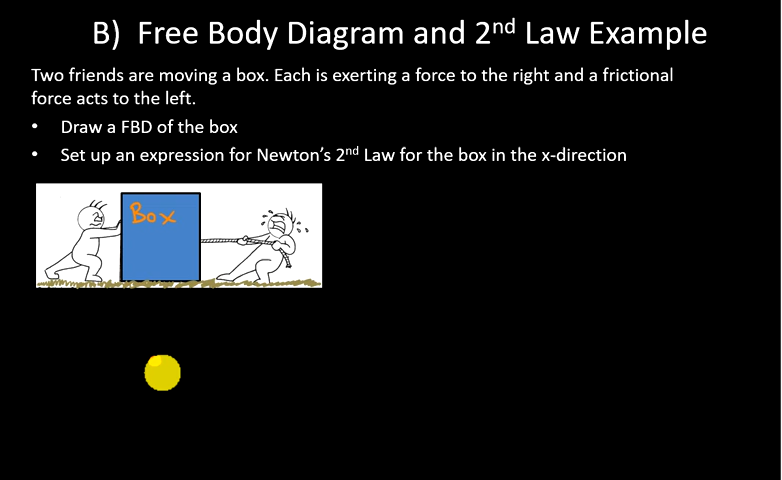 B) Free Body Diagram and 2nd Law Example
Two friends are moving a box. Each is exerting a force to the right and a frictional
force acts to the left.
• Draw a FBD of the box
• Set up an expression for Newton's 2nd Law for the box in the x-direction
Box